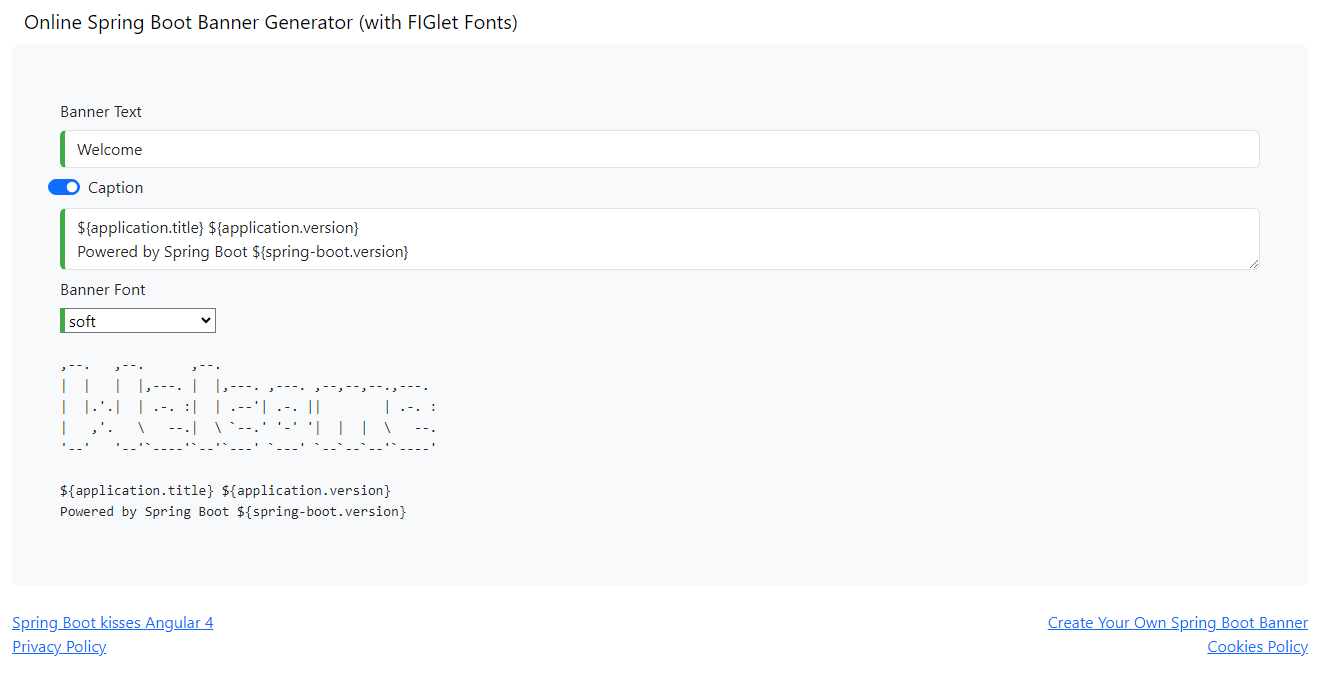 Online Spring Boot Banner Generator (with FIGlet Fonts)
Banner Text
Welcome
Caption
${application.title} ${application.version}
Powered by Spring Boot ${spring-boot.version}
Banner Font
soft
,--.   ,--.      ,--.
|  |   |  |,---. |  |,---. ,---. ,--,--,--.,---.
|  |.'.|  | .-. :|  | .--'| .-. ||        | .-. :
|   ,'.   \   --.|  \ `--.' '-' '|  |  |  \   --.
'--'   '--'`----'`--'`---' `---' `--`--`--'`----'
${application.title} ${application.version}
Powered by Spring Boot ${spring-boot.version}
Spring Boot kisses Angular 4
Create Your Own Spring Boot Banner
Privacy Policy
Cookies Policy